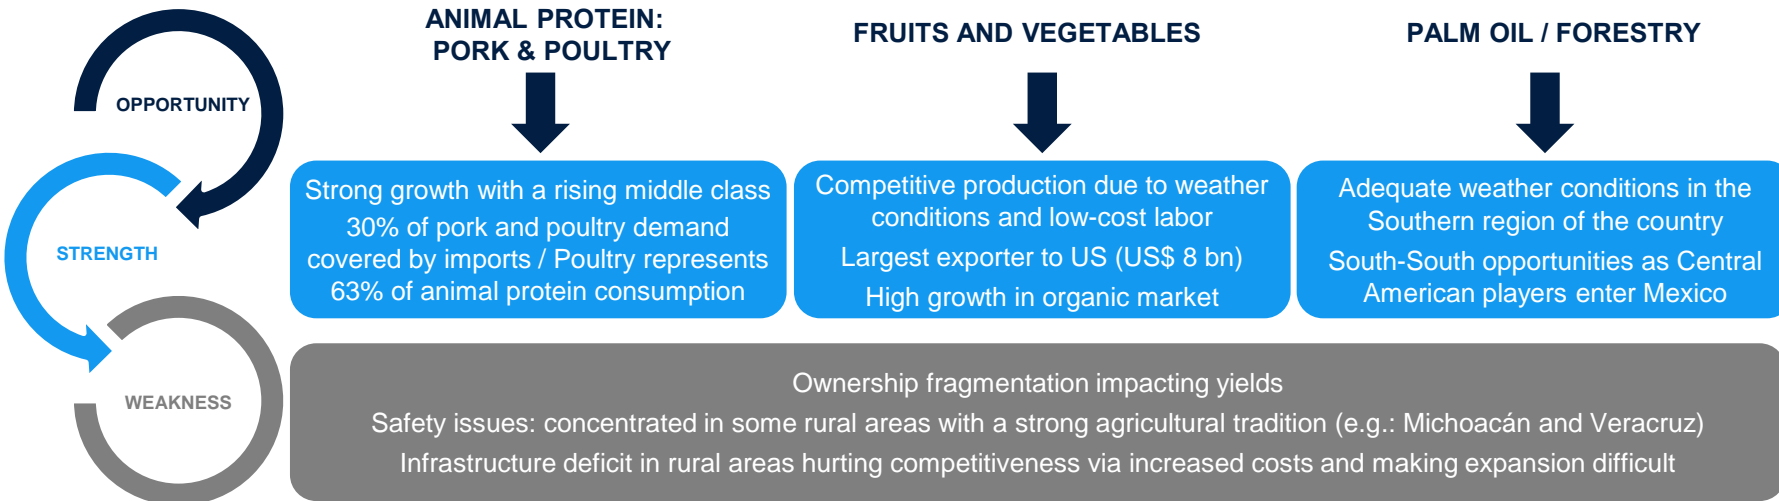 ANIMAL PROTEIN:
PORK & POULTRY
FRUITS AND VEGETABLES
PALM OIL / FORESTRY
OPPORTUNITY
STRENGTH
Strong growth with a rising middle class
30% of pork and poultry demand
covered by imports / Poultry represents
63% of animal protein consumption
Competitive production due to weather
conditions and low-cost labor
Largest exporter to US (US$ 8 bn)
High growth in organic market
Adequate weather conditions in the
Southern region of the country
South-South opportunities as Central
American players enter Mexico
WEAKNESS
Ownership fragmentation impacting yields
Safety issues: concentrated in some rural areas with a strong agricultural tradition (e.g.: Michoacán and Veracruz)
Infrastructure deficit in rural areas hurting competitiveness via increased costs and making expansion difficult